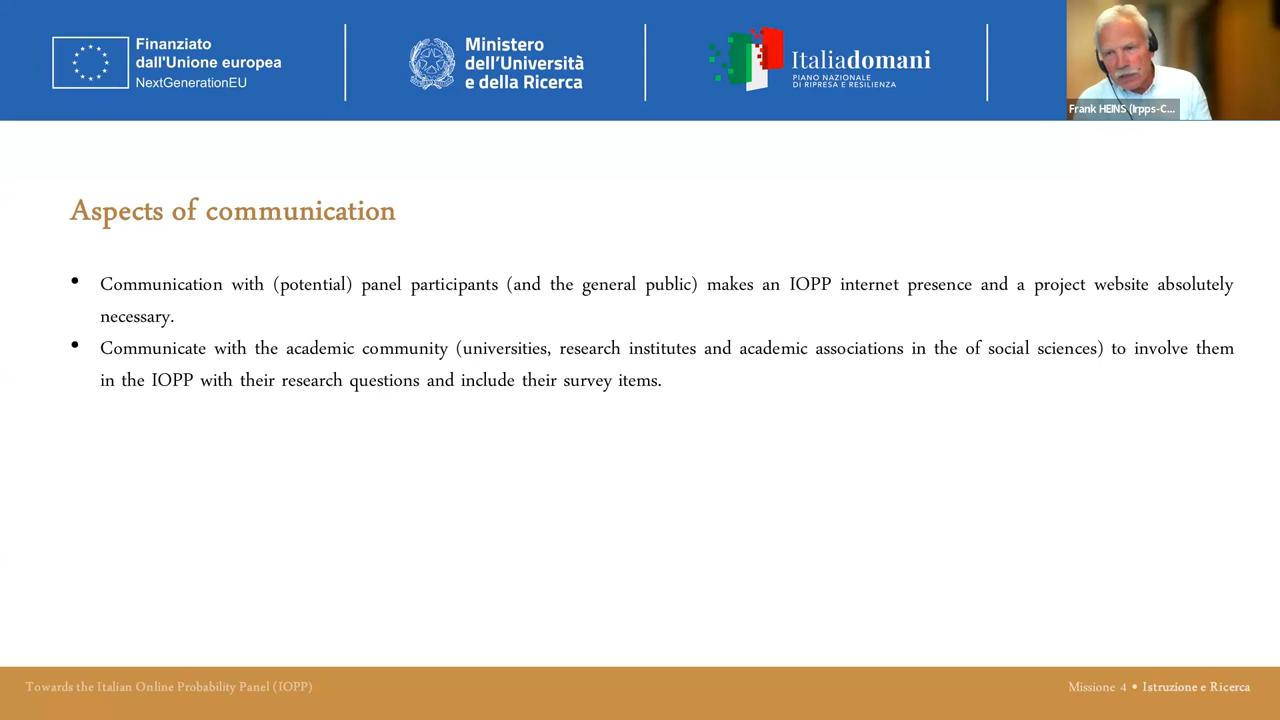 Finanziato
dall'Unione europea
NextGenerationEU
Ministero
dell'Università
e della Ricerca
Italiadomani
PIANO NAZIONALE
DI RIPRESA E RESILIENZA
Frank HEINS (Irpps-C...
Aspects of communication
• Communication with (potential) panel participants (and the general public) makes an IOPP internet presence and a project website absolutely
necessary.
• Communicate with the academic community (universities, research institutes and academic associations in the of social sciences) to involve them
in the IOPP with their research questions and include their survey items.
Towards the Italian Online Probability Panel (IOPP)
Missione 4 • Istruzione e Ricerca